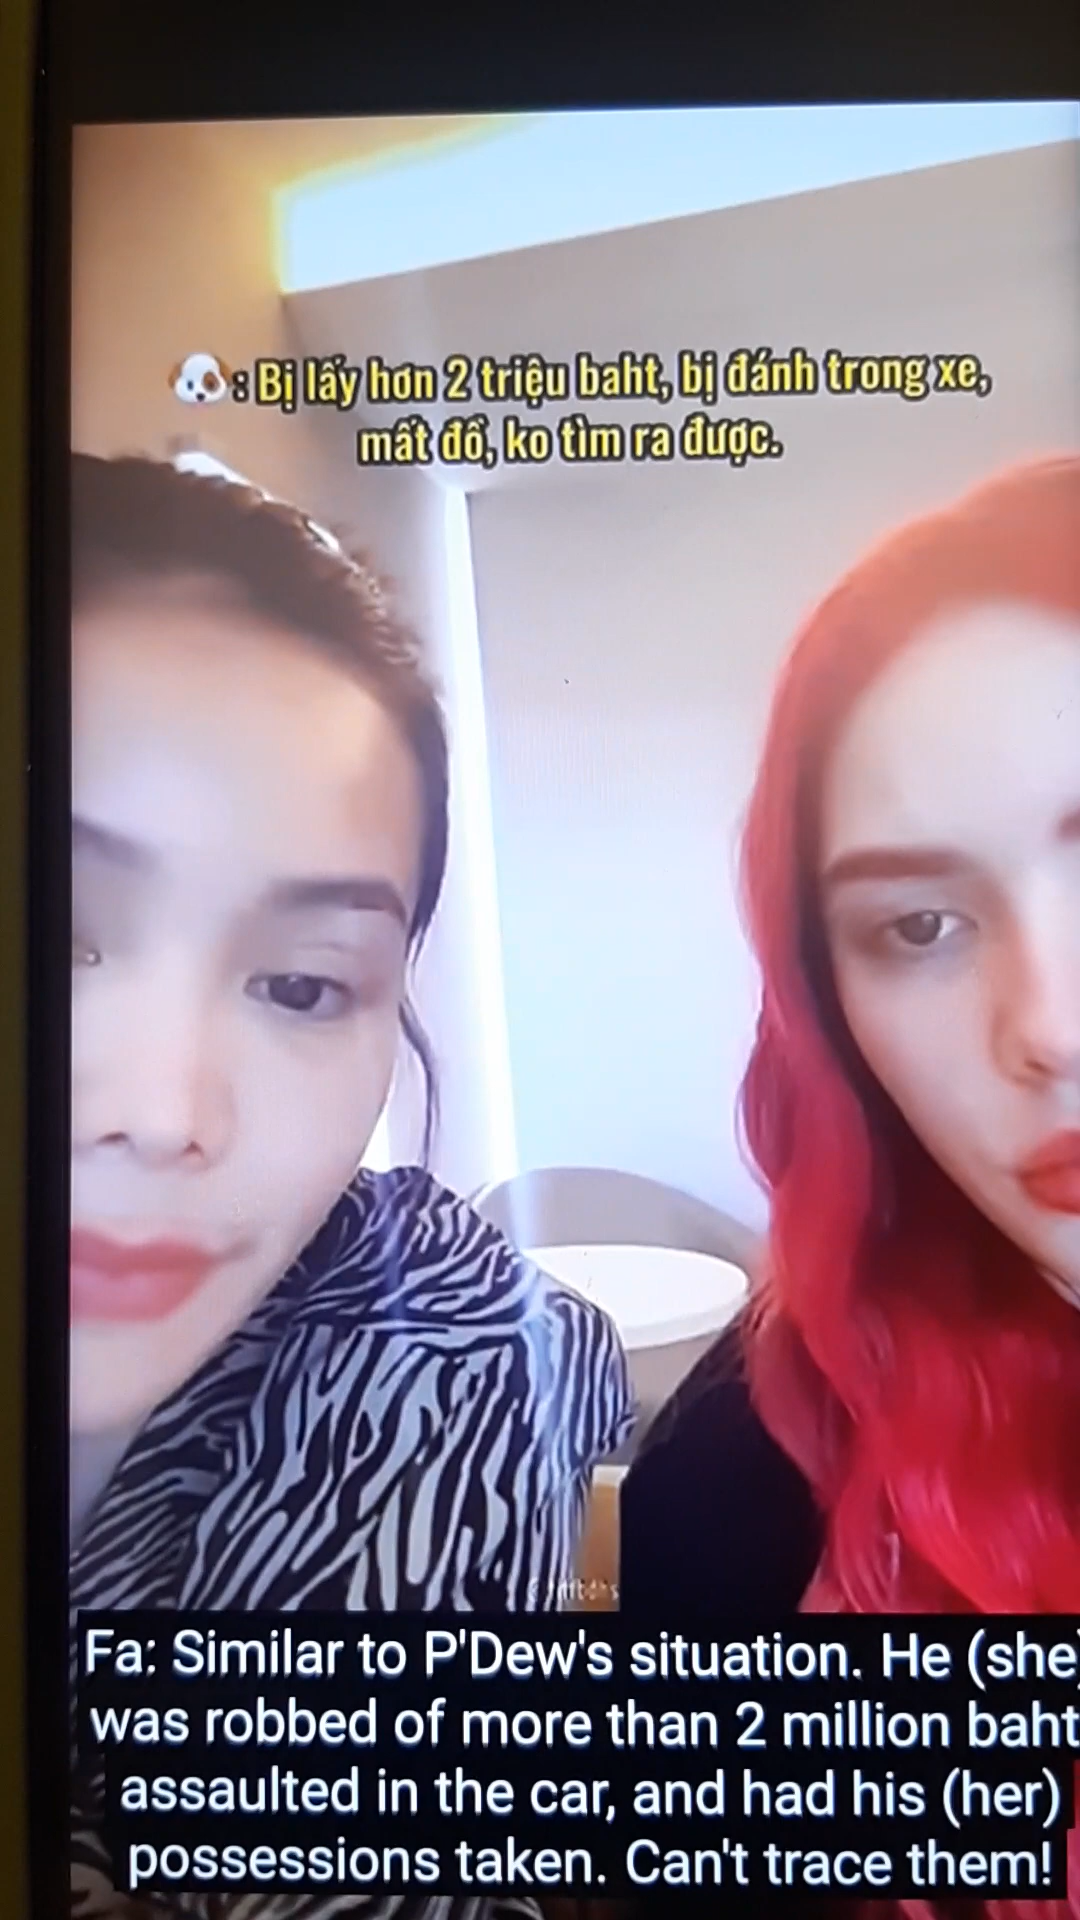 : Bị lấy hơn 2 triệu baht, bị đánh trong xe,
mất đồ, ko tìm ra được.
Fa: Similar to P'Dew's situation. He (she)
was robbed of more than 2 million baht
assaulted in the car, and had his (her)
possessions taken. Can't trace them!